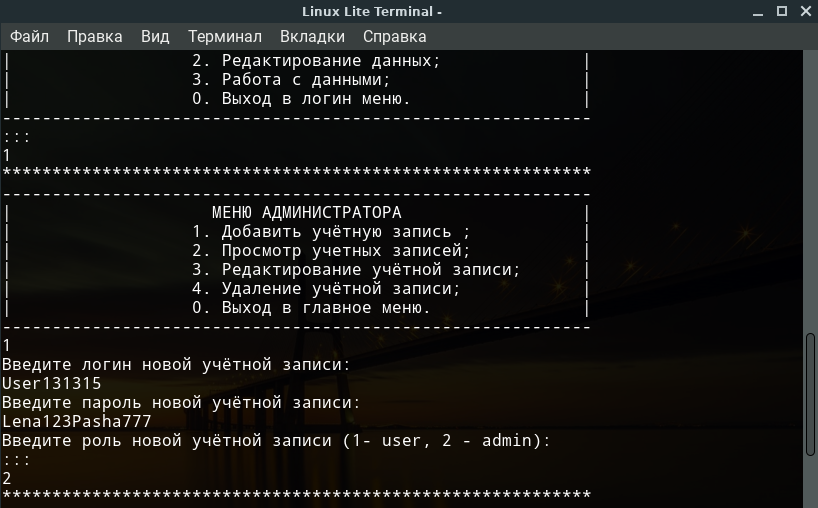 Linux Lite Terminal -
Файл Правка Вид Терминал Вкладки Справка
| 2. Редактирование данных; |
| 3. Работа с данными; |
| 0. Выход в логин меню. |
-----------------------------------------------------------
:::
1
***********************************************************
-----------------------------------------------------------
| МЕНЮ АДМИНИСТРАТОРА |
| 1. Добавить учётную запись ; |
| 2. Просмотр учетных записей; |
| 3. Редактирование учётной записи; |
| 4. Удаление учётной записи; |
| 0. Выход в главное меню. |
-----------------------------------------------------------
1
Введите логин новой учётной записи:
User131315
Введите пароль новой учётной записи:
Lena123Pasha777
Введите роль новой учётной записи (1- user, 2 - admin):
:::
2
***********************************************************